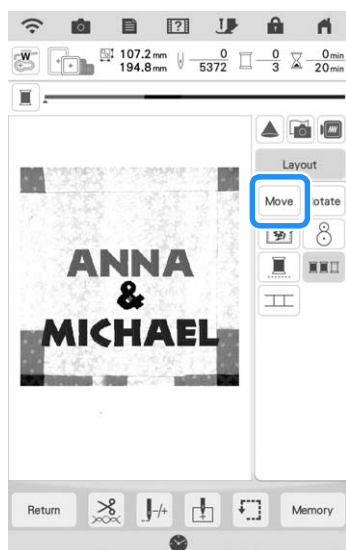 W 107.2 mm 0 0 0 min
194.8 mm 5372 3 20 min
Layout
Move otate
ANNA
&
MICHAEL
Return -/+ Memory